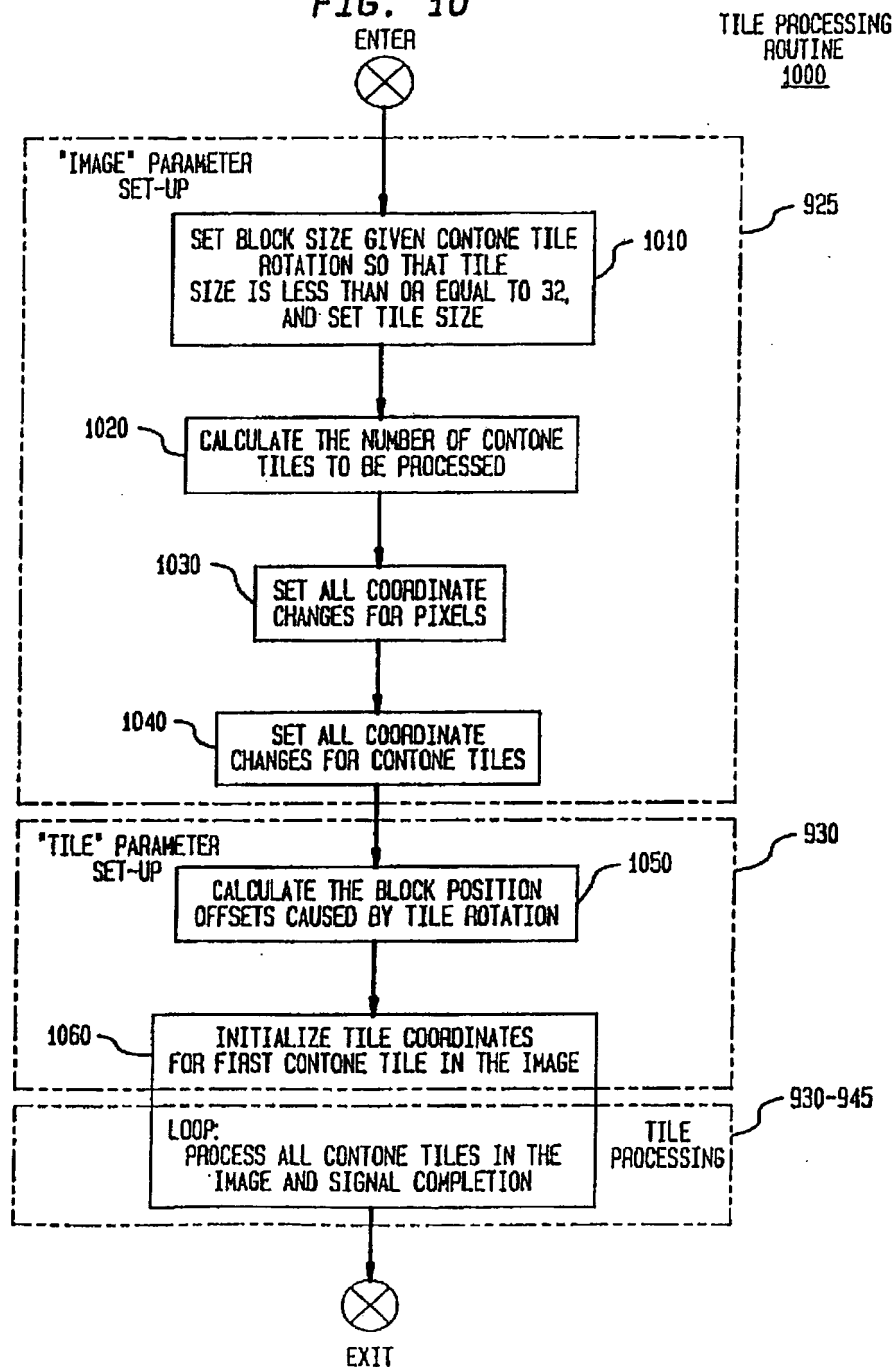 FIG. 10
TILE PROCESSING
ROUTINE
1000
ENTER
"IMAGE" PARAMETER
SET-UP
925
SET BLOCK SIZE GIVEN CONTONE TILE
ROTATION SO THAT TILE
SIZE IS LESS THAN OR EQUAL TO 32,
AND SET TILE SIZE
1010
1020
CALCULATE THE NUMBER OF CONTONE
TILES TO BE PROCESSED
1030
SET ALL COORDINATE
CHANGES FOR PIXELS
1040
SET ALL COORDINATE
CHANGES FOR CONTONE TILES
"TILE" PARAMETER
SET-UP
930
CALCULATE THE BLOCK POSITION
OFFSETS CAUSED BY TILE ROTATION
1050
1060
INITIALIZE TILE COORDINATES
FOR FIRST CONTONE TILE IN THE IMAGE
930-945
LOOP:
PROCESS ALL CONTONE TILES IN THE
IMAGE AND SIGNAL COMPLETION
TILE
PROCESSING
EXIT